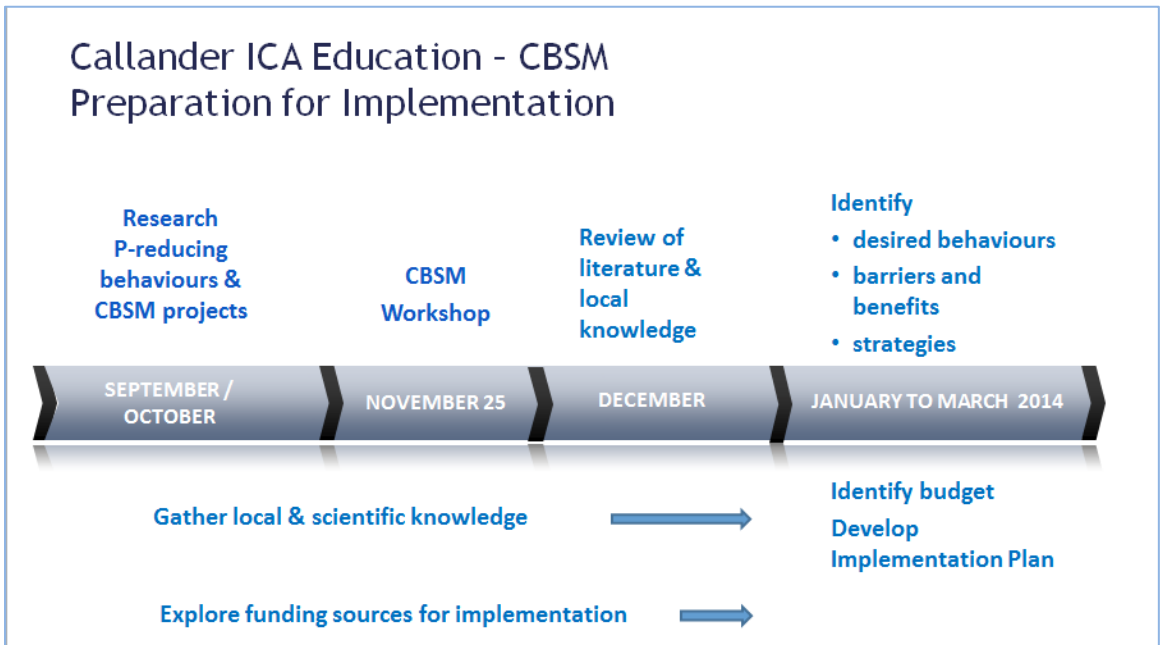 Callander ICA Education - CBSM
Preparation for Implementation
Research
P-reducing
behaviours &
CBSM projects
CBSM
Workshop
Review of
literature &
local
knowledge
Identify
• desired behaviours
• barriers and
benefits
• strategies
SEPTEMBER /
OCTOBER
NOVEMBER 25
DECEMBER
JANUARY TO MARCH 2014
Gather local & scientific knowledge
Identify budget
Develop
Implementation Plan
Explore funding sources for implementation